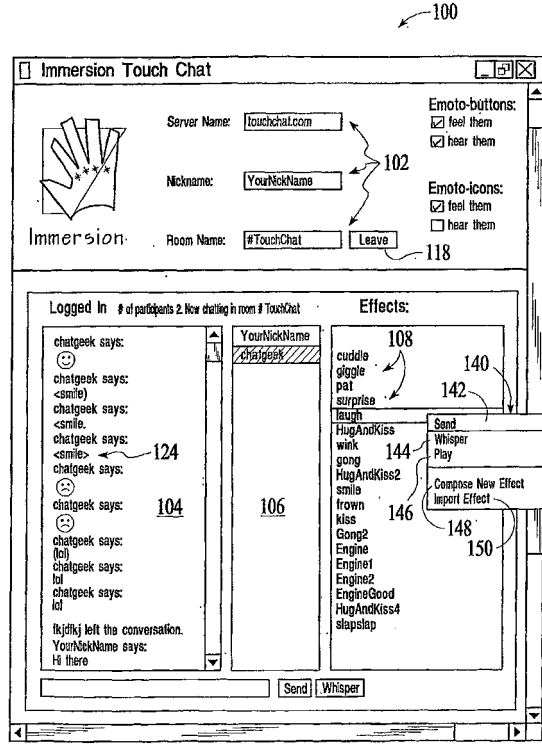 100
Immersion Touch Chat
Emoto-buttons:
feel them
hear them
Server Name: touchchat.com
102
Nickname: YourNickName
Emoto-icons:
feel them
hear them
Immersion
Room Name: #TouchChat Leave
118
Logged In # of participants 2. Now chatting in room # TouchChat Effects:
chatgeek says:
chatgeek says:
<smile)
chatgeek says:
<smile.
chatgeek says:
<smile>
124
chatgeek says:
104
chatgeek says:
chatgeek says:
(lol)
chatgeek says:
lol
chatgeek says:
lol
fkjdfkj left the conversation.
YourNickName says:
Hi there
YourNickName
chatgeek
106
108
cuddle
giggle
pat
surprise
laugh
HugAndKiss
wink
gong
HugAndKiss2
smile
frown
kiss
Gong2
Engine
Engine1
Engine2
EngineGood
HugAndKiss4
slapslap
140
142
Send
144
Whisper
Play
146
Compose New Effect
Import Effect
148
150
Send Whisper